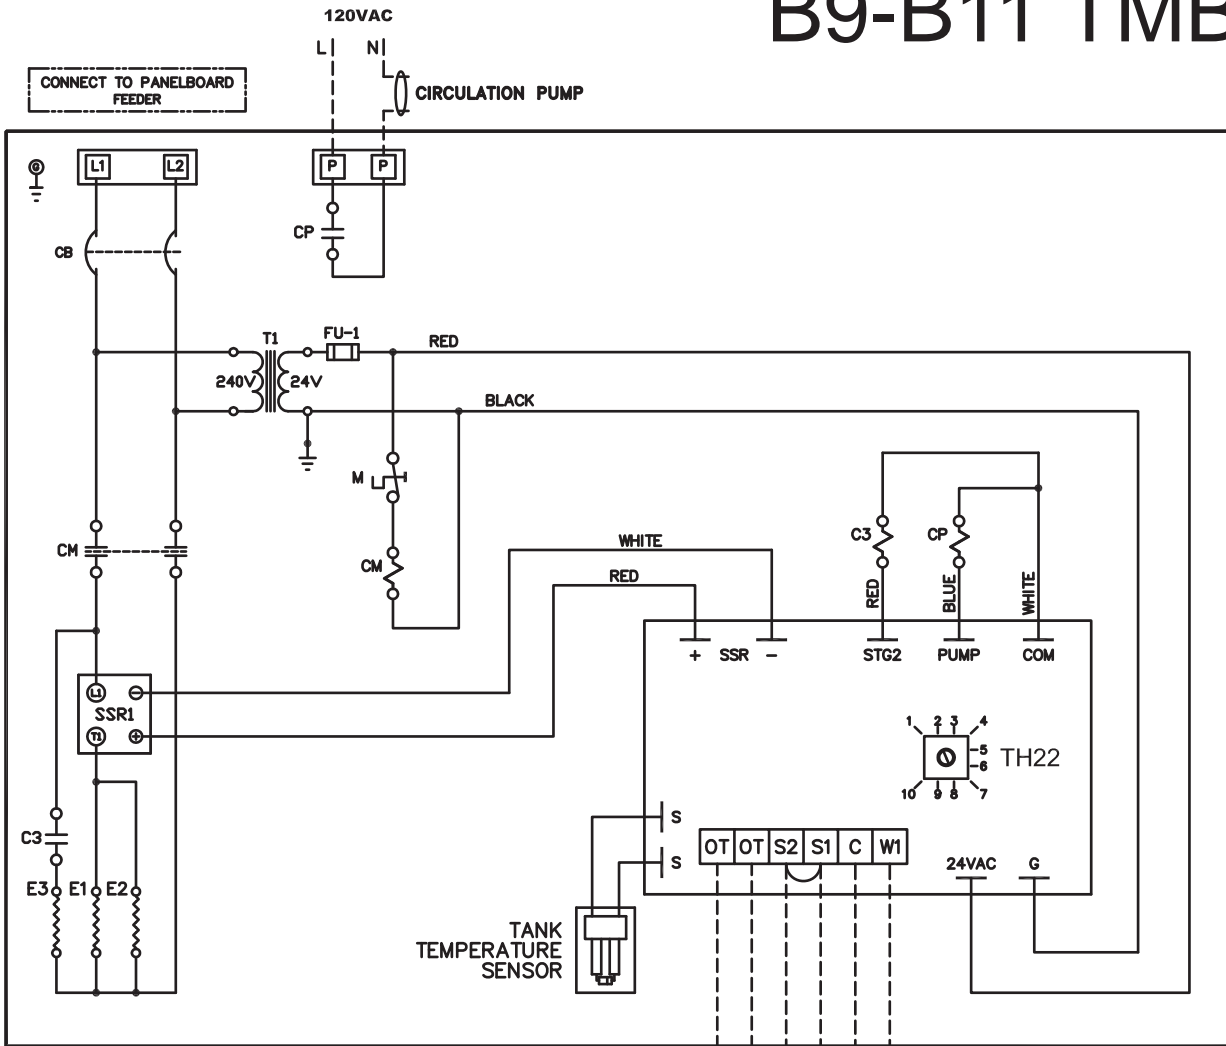 B9-B11 TMB
120VAC
L N
CONNECT TO PANELBOARD
FEEDER
CIRCULATION PUMP
G L1 L2 P P
CP
CB
T1 FU-1 RED
240V 24V
BLACK
M
C3 CP
CM CM
WHITE
RED
RED BLUE WHITE
+ SSR − STG2 PUMP COM
L1 − SSR1 T1 +
1 2 3 4 5 6 7 8 9 10
TH22
S
S
OT OT S2 S1 C W1
24VAC G
C3
E3 E1 E2
TANK
TEMPERATURE
SENSOR